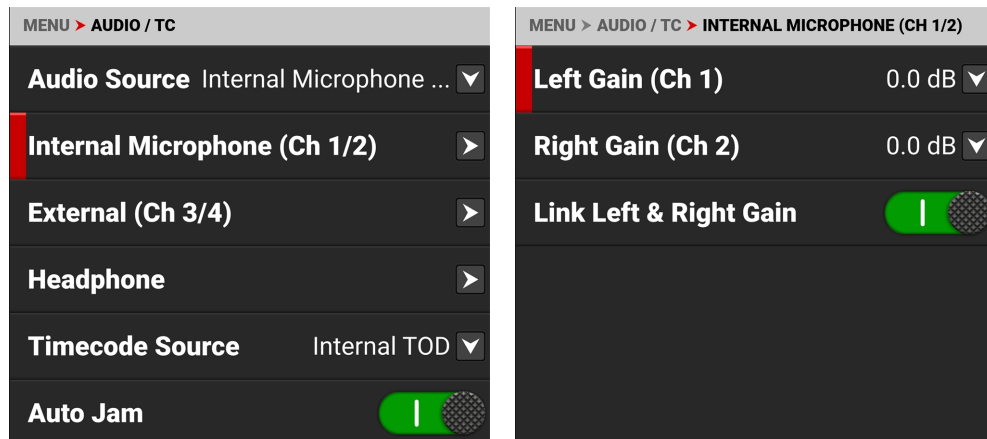 MENU ➤ AUDIO / TC
Audio Source Internal Microphone ...
Internal Microphone (Ch 1/2)
External (Ch 3/4)
Headphone
Timecode Source Internal TOD
Auto Jam
MENU ➤ AUDIO / TC ➤ INTERNAL MICROPHONE (CH 1/2)
Left Gain (Ch 1) 0.0 dB
Right Gain (Ch 2) 0.0 dB
Link Left & Right Gain